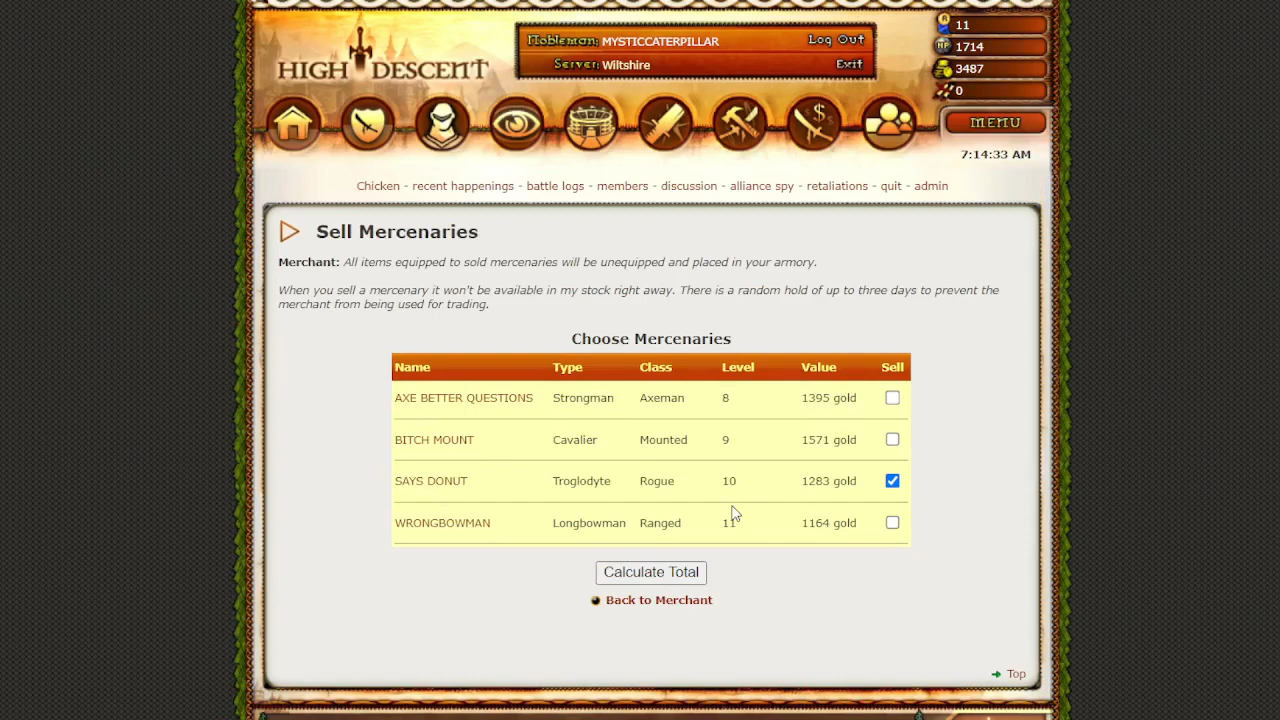 HIGH DESCENT
Nobleman: MYSTICCATERPILLAR
Log Out
Server: Wiltshire
Exit
11
1714
3487
0
MENU
7:14:33 AM
Chicken - recent happenings - battle logs - members - discussion - alliance spy - retaliations - quit - admin
Sell Mercenaries
Merchant: All items equipped to sold mercenaries will be unequipped and placed in your armory.
When you sell a mercenary it won't be available in my stock right away. There is a random hold of up to three days to prevent the
merchant from being used for trading.
Choose Mercenaries
Name Type Class Level Value Sell
AXE BETTER QUESTIONS Strongman Axeman 8 1395 gold
BITCH MOUNT Cavalier Mounted 9 1571 gold
SAYS DONUT Troglodyte Rogue 10 1283 gold
WRONGBOWMAN Longbowman Ranged 11 1164 gold
Calculate Total
Back to Merchant
Top